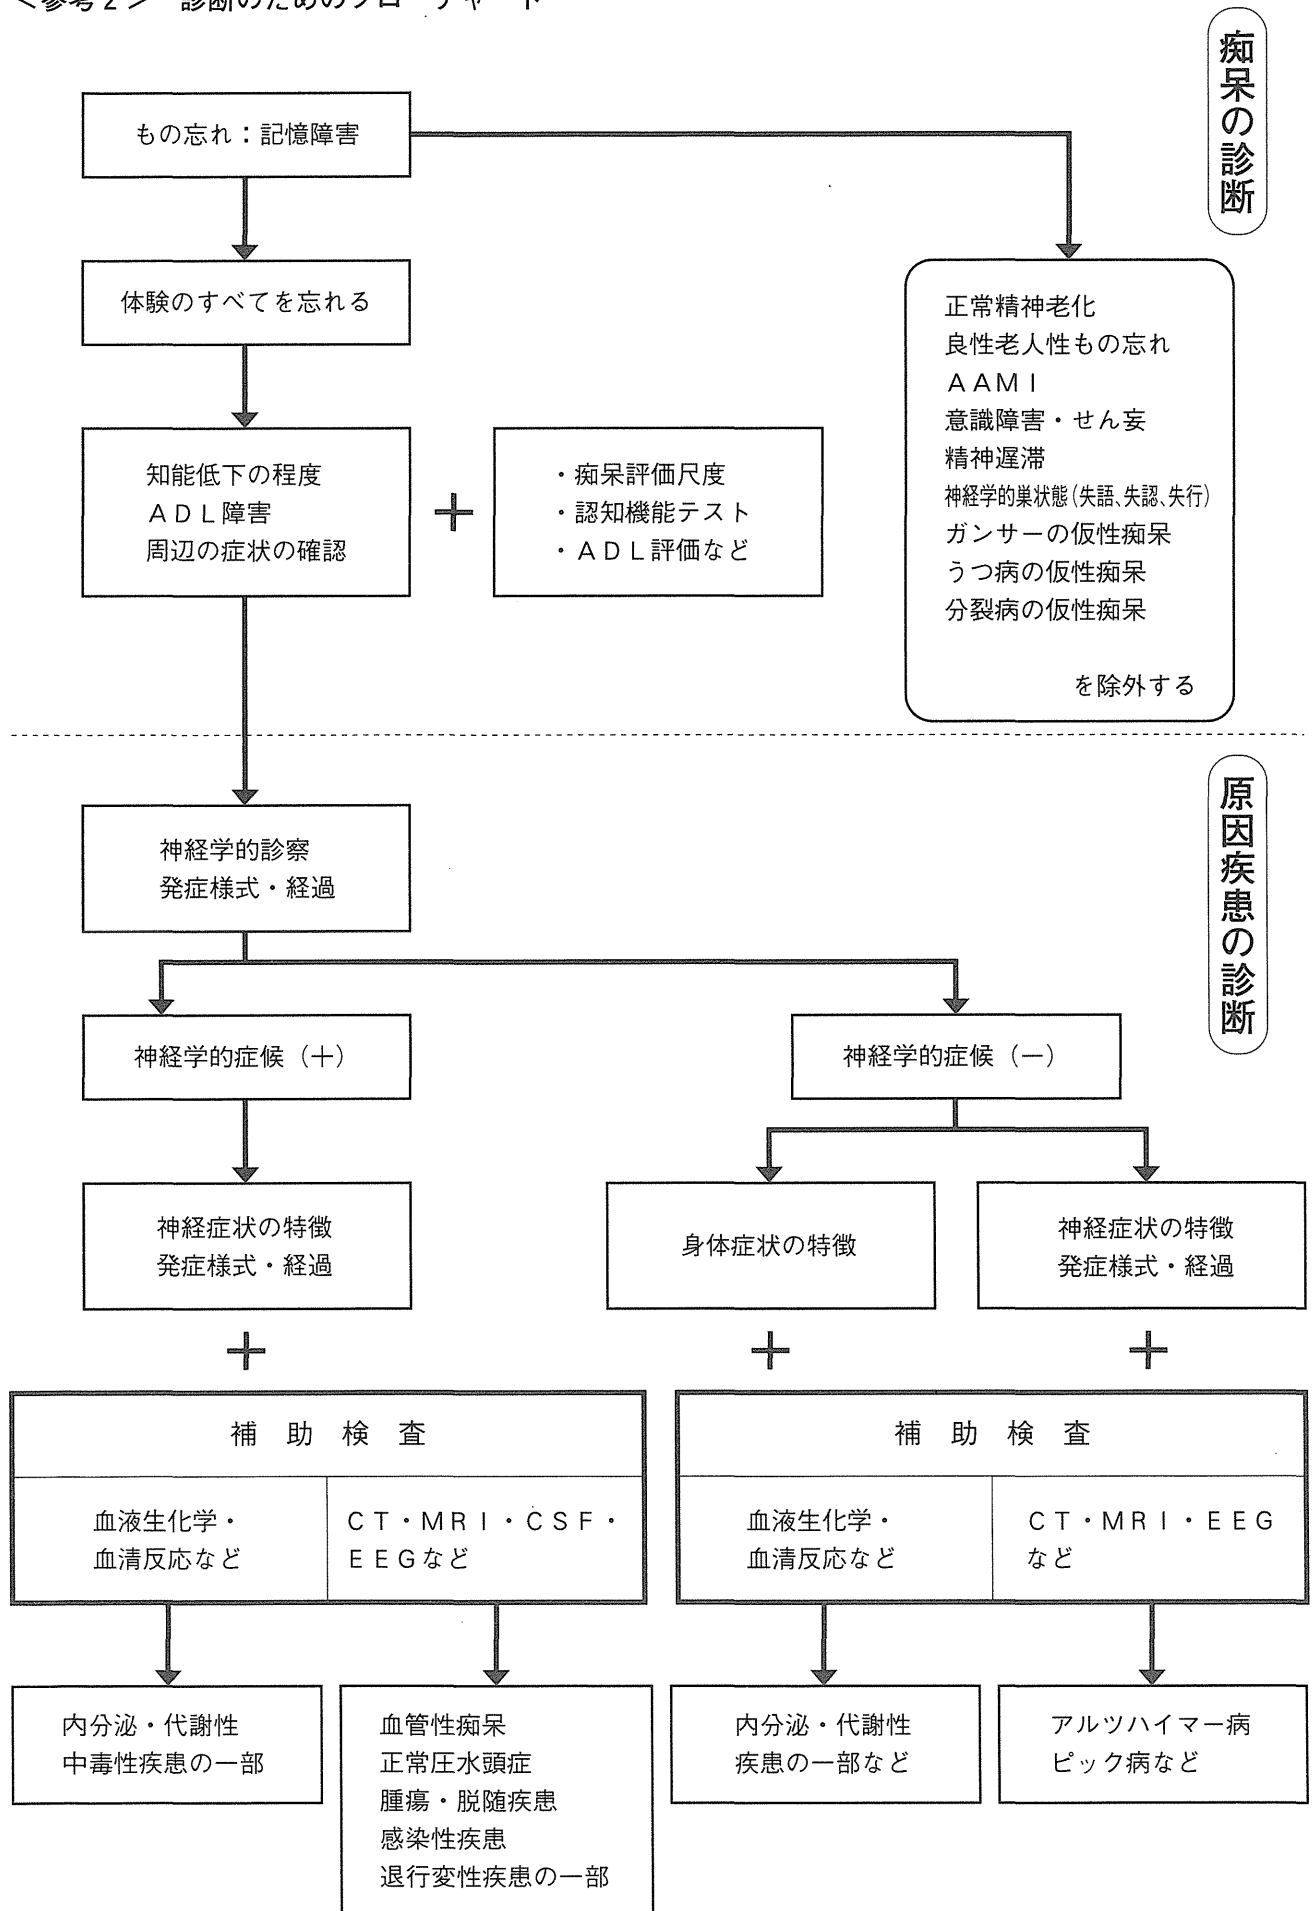 <参考2> 診断のためのフローチャート
痴呆の診断
もの忘れ：記憶障害
体験のすべてを忘れる
正常精神老化
良性老人性もの忘れ
ＡＡＭＩ
意識障害・せん妄
精神遅滞
神経学的巣状態（失語、失認、失行）
ガンサーの仮性痴呆
うつ病の仮性痴呆
分裂病の仮性痴呆
を除外する
知能低下の程度
ＡＤＬ障害
周辺の症状の確認
＋
・痴呆評価尺度
・認知機能テスト
・ＡＤＬ評価など
原因疾患の診断
神経学的診察
発症様式・経過
神経学的症候（＋）
神経学的症候（－）
神経症状の特徴
発症様式・経過
身体症状の特徴
神経症状の特徴
発症様式・経過
＋
＋
＋
補助検査
血液生化学・
血清反応など
ＣＴ・ＭＲＩ・ＣＳＦ・
ＥＥＧなど
補助検査
血液生化学・
血清反応など
ＣＴ・ＭＲＩ・ＥＥＧ
など
内分泌・代謝性
中毒性疾患の一部
血管性痴呆
正常圧水頭症
腫瘍・脱随疾患
感染性疾患
退行変性疾患の一部
内分泌・代謝性
疾患の一部など
アルツハイマー病
ピック病など